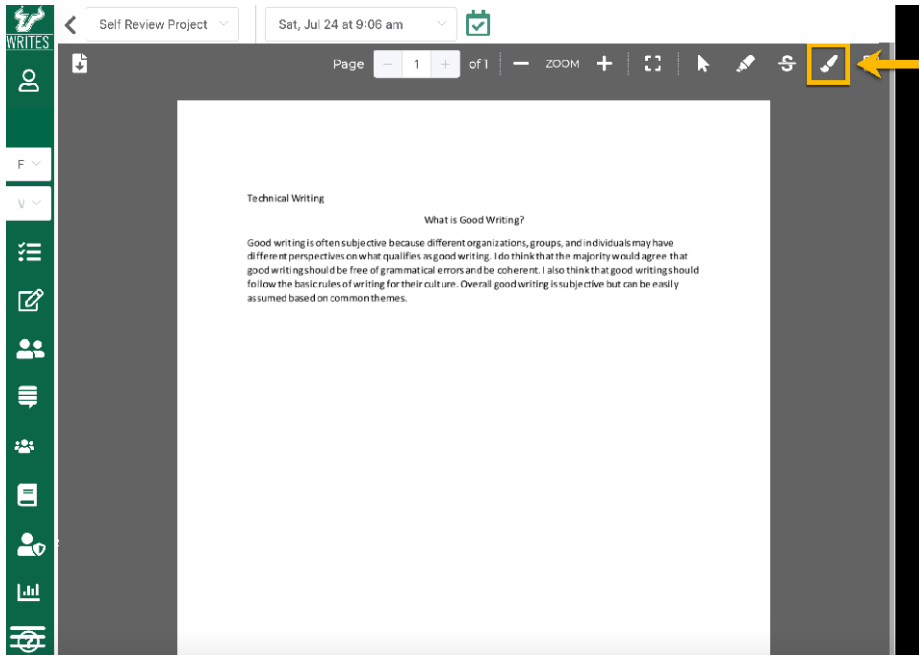 WRITES
Self Review Project
Sat, Jul 24 at 9:06 am
Page 1 of 1
ZOOM
F
V
Technical Writing
What is Good Writing?
Good writing is often subjective because different organizations, groups, and individuals may have
different perspectives on what qualifies as good writing. I do think that the majority would agree that
good writing should be free of grammatical errors and be coherent. I also think that good writing should
follow the basic rules of writing for their culture. Overall good writing is subjective but can be easily
assumed based on common themes.